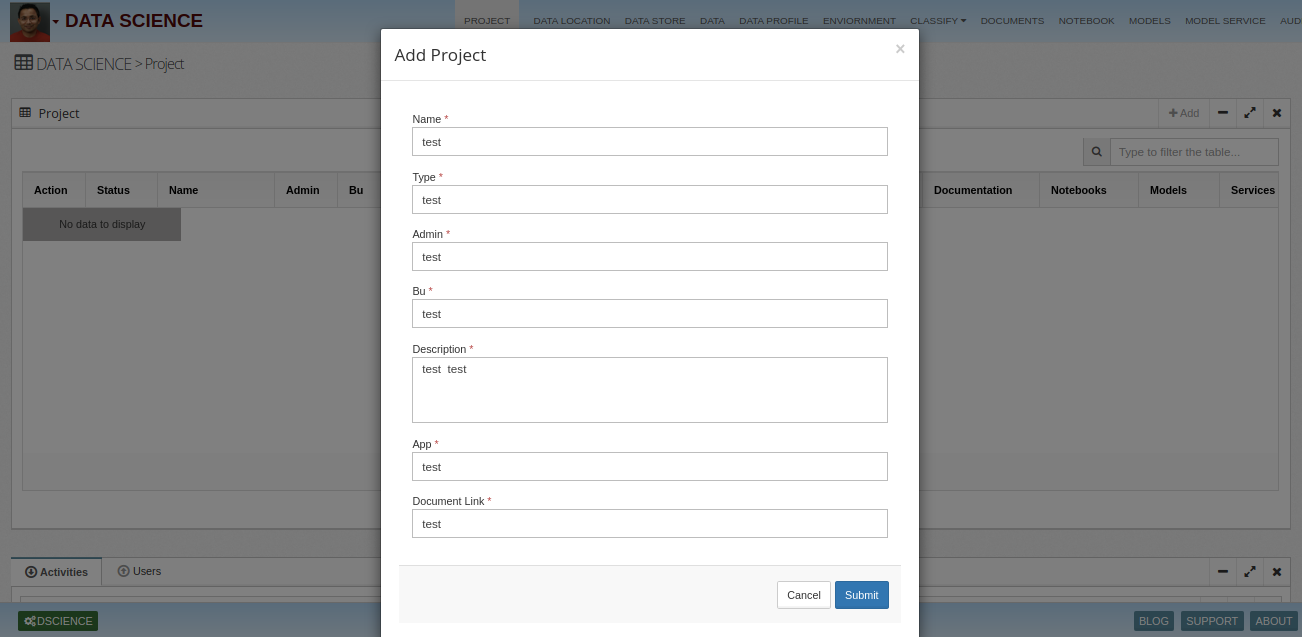 DATA SCIENCE
PROJECT DATA LOCATION DATA STORE DATA DATA PROFILE ENVIORNMENT CLASSIFY DOCUMENTS NOTEBOOK MODELS MODEL SERVICE AUD
DATA SCIENCE > Project
Project
Add
Type to filter the table...
Action Status Name Admin Bu
Documentation Notebooks Models Services
No data to display
Add Project ×
Name *
test
Type *
test
Admin *
test
Bu *
test
Description *
test test
App *
test
Document Link *
test
Cancel Submit
Activities Users
DSCIENCE
BLOG SUPPORT ABOUT